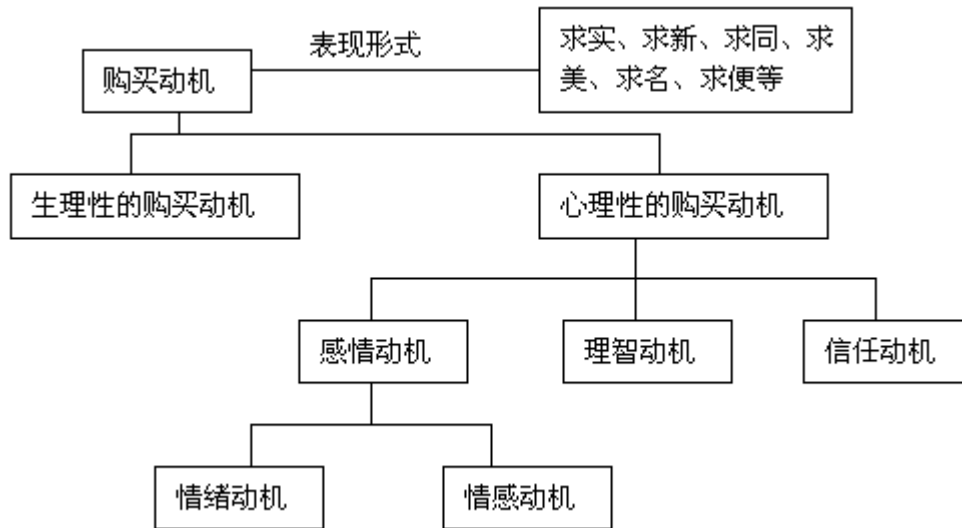 表现形式
求实、求新、求同、求
美、求名、求便等
购买动机
生理性的购买动机
心理性的购买动机
感情动机
理智动机
信任动机
情绪动机
情感动机